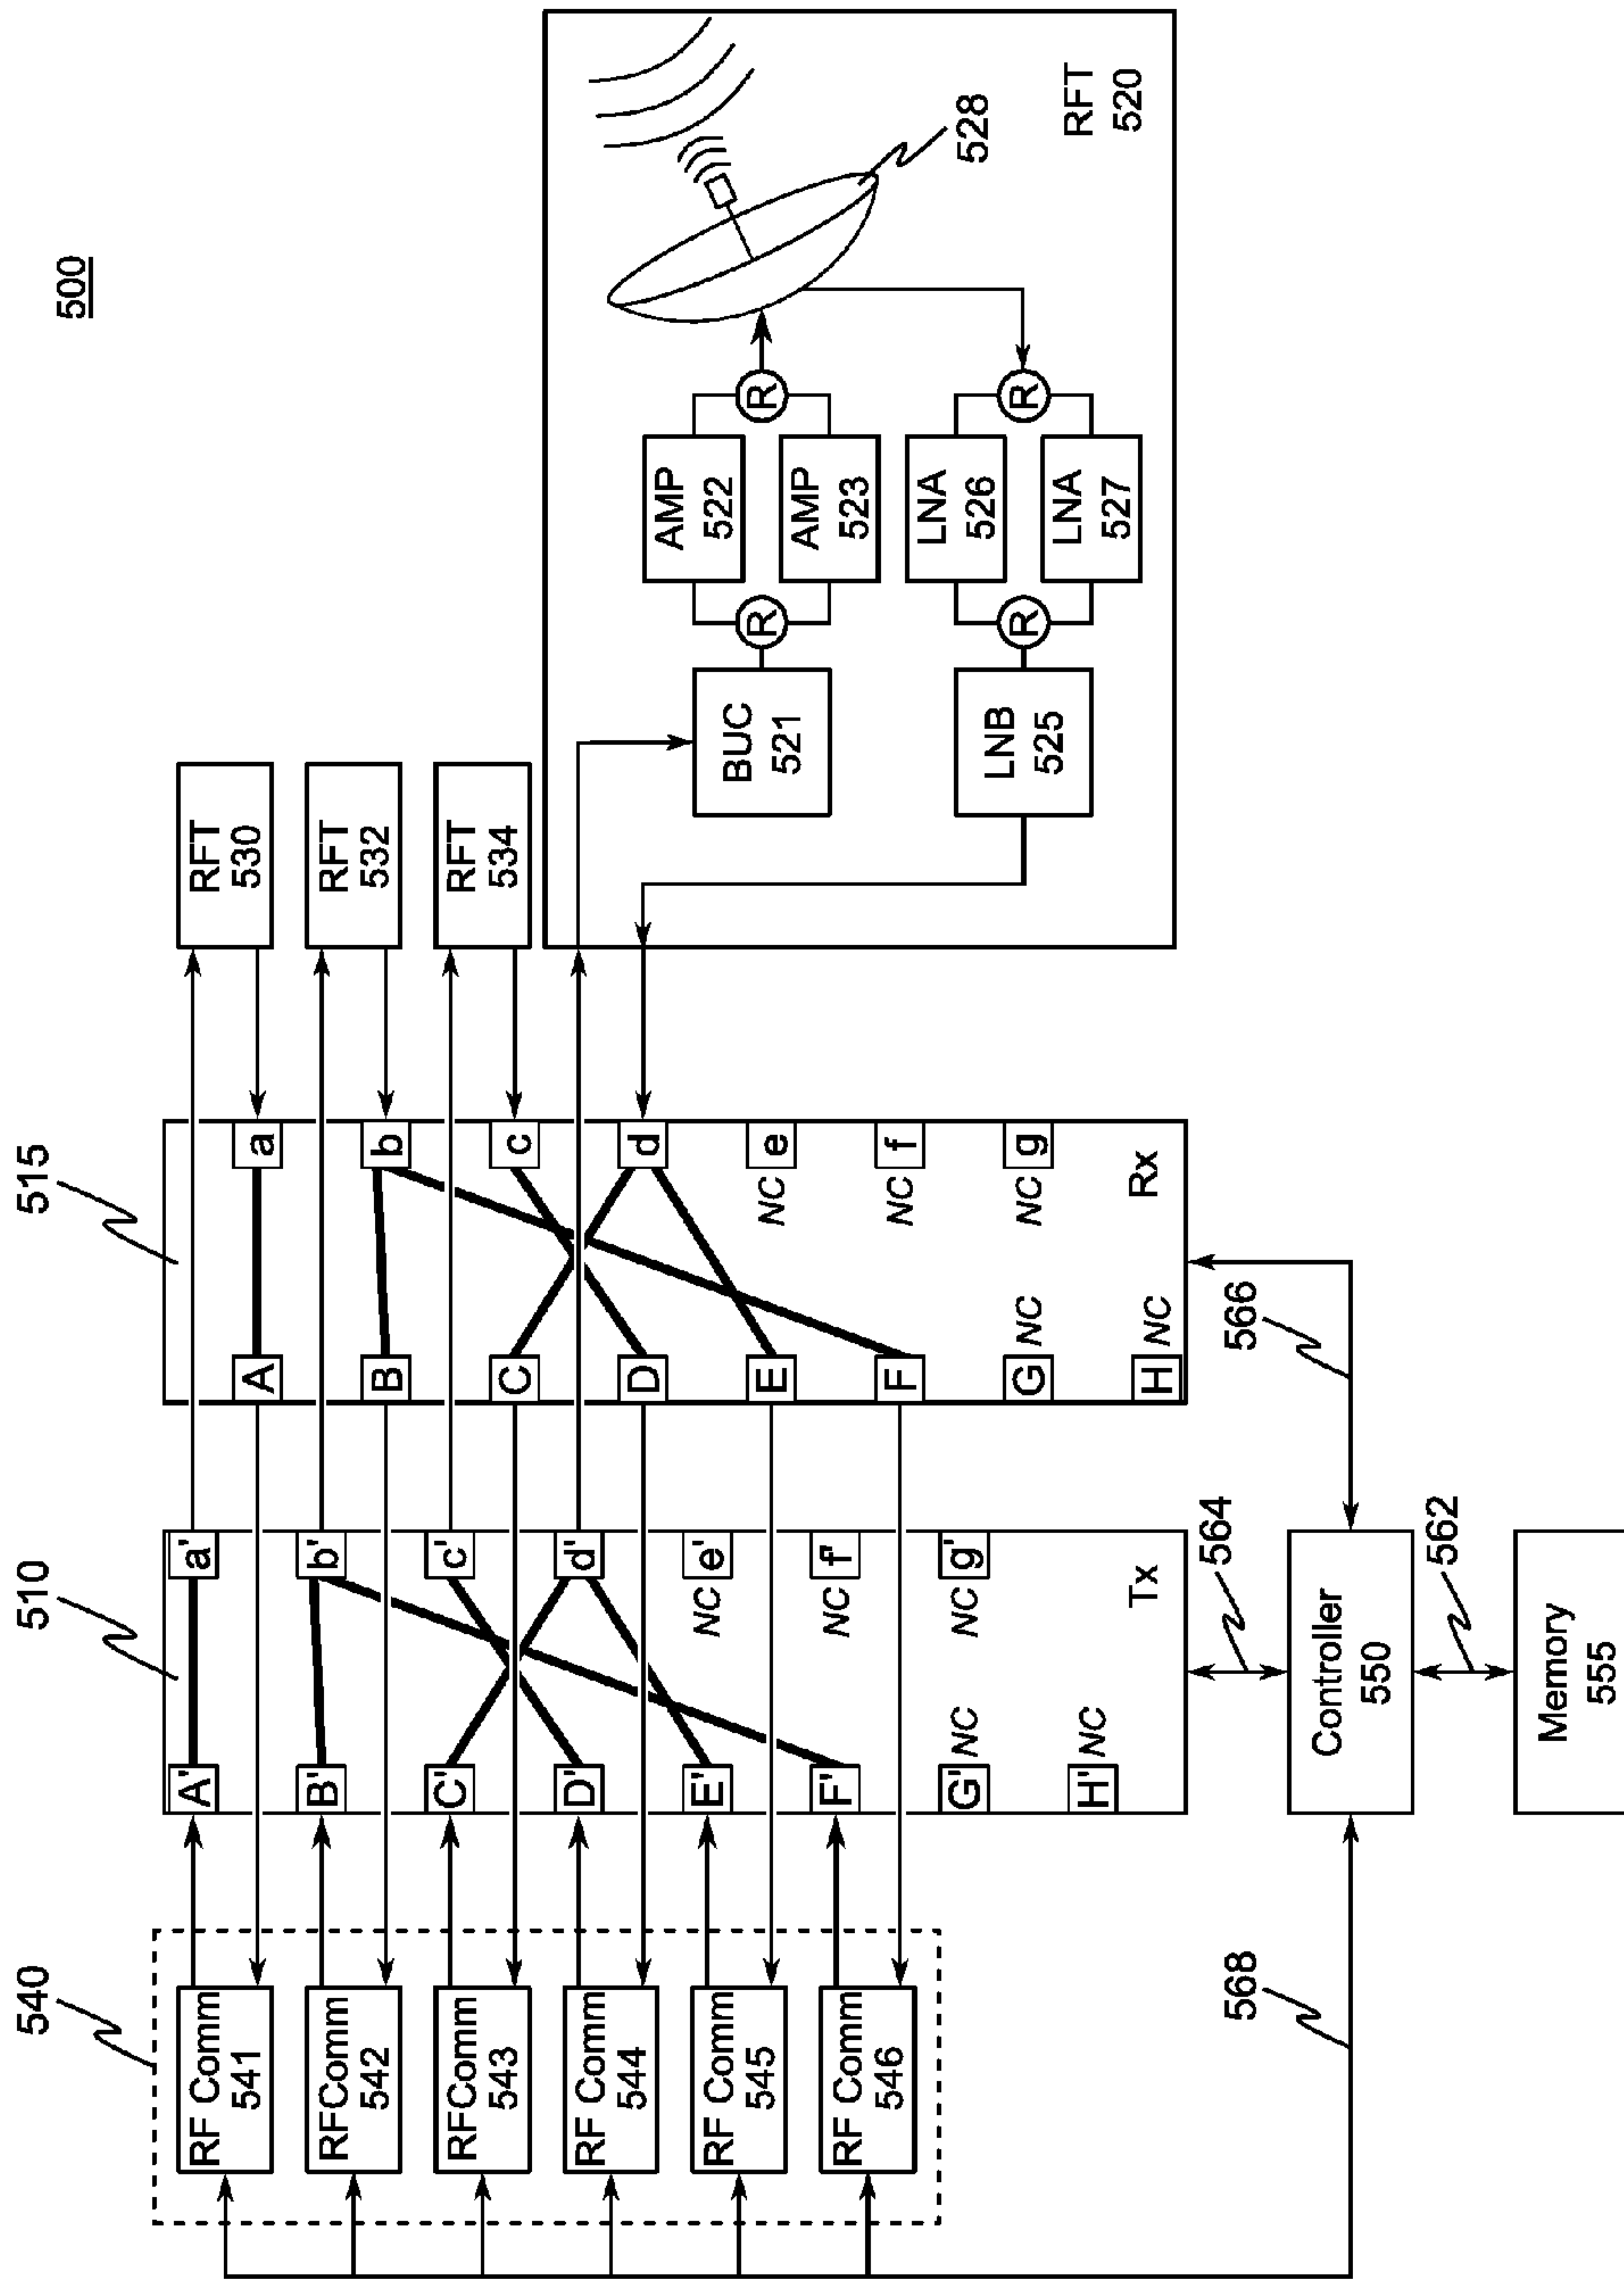 500
540
510
515
RF Comm
541
RFComm
542
RFComm
543
RF Comm
544
RF Comm
545
RF Comm
546
A'
B'
C'
D'
E'
F'
G'
NC
H'
NC
a'
b'
c'
d'
e'
NC
f'
NC
g'
NC
Tx
A
B
C
D
E
F
G
NC
H
NC
a
b
c
d
e
NC
f
NC
g
NC
Rx
RFT
530
RFT
532
RFT
534
BUC
521
R
AMP
522
AMP
523
R
LNB
525
R
LNA
526
LNA
527
R
528
RFT
520
568
564
566
Controller
550
562
Memory
555